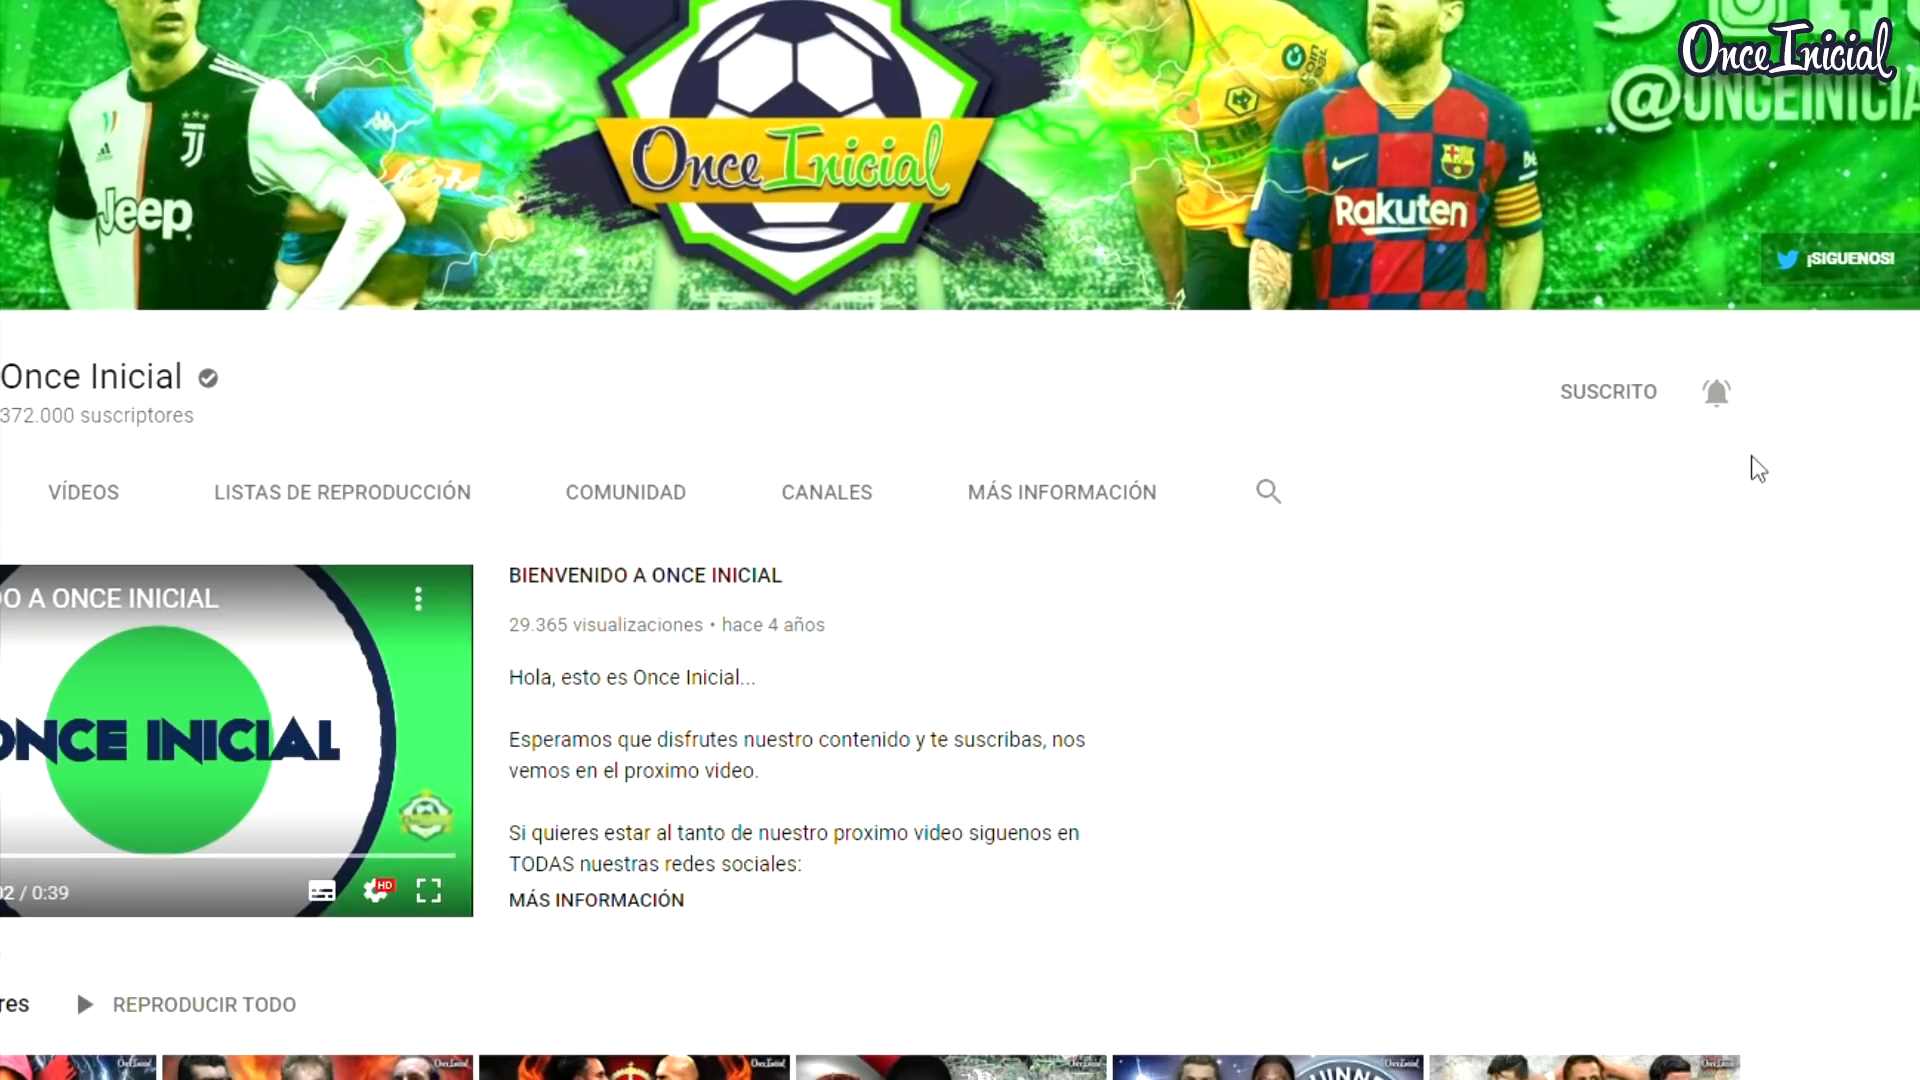 Once Inicial
@ONCEINICIA
Jeep
Once Inicial
Rakuten
¡SIGUENOS!
Once Inicial
372.000 suscriptores
SUSCRITO
VÍDEOS
LISTAS DE REPRODUCCIÓN
COMUNIDAD
CANALES
MÁS INFORMACIÓN
O A ONCE INICIAL
ONCE INICIAL
02 / 0:39
HD
BIENVENIDO A ONCE INICIAL
29.365 visualizaciones • hace 4 años
Hola, esto es Once Inicial...
Esperamos que disfrutes nuestro contenido y te suscribas, nos
vemos en el proximo video.
Si quieres estar al tanto de nuestro proximo video siguenos en
TODAS nuestras redes sociales:
MÁS INFORMACIÓN
res
REPRODUCIR TODO